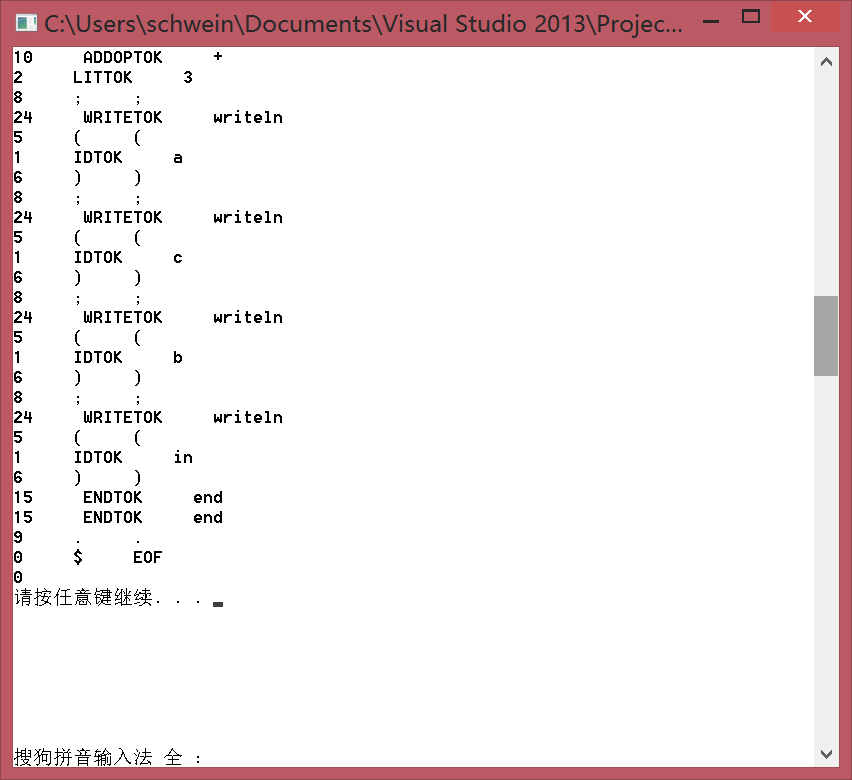 C:\Users\schwein\Documents\Visual Studio 2013\Projec...
10 ADDOPTOK +
2 LITTOK 3
8 ; ;
24 WRITETOK writeln
5 ( (
1 IDTOK a
6 ) )
8 ; ;
24 WRITETOK writeln
5 ( (
1 IDTOK c
6 ) )
8 ; ;
24 WRITETOK writeln
5 ( (
1 IDTOK b
6 ) )
8 ; ;
24 WRITETOK writeln
5 ( (
1 IDTOK in
6 ) )
15 ENDTOK end
15 ENDTOK end
9 . .
0 $ EOF
0
请按任意键继续. . .
搜狗拼音输入法 全 :